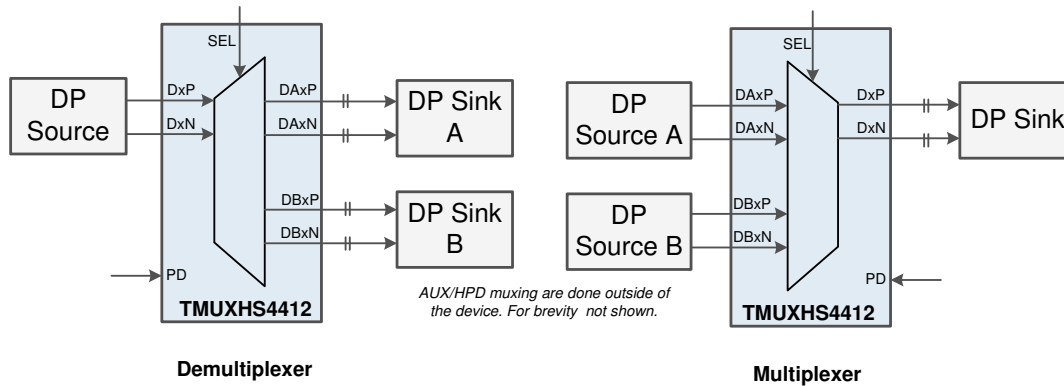 SEL
DP
Source
DxP
DxN
DAxP
DAxN
DP Sink
A
DBxP
DBxN
DP Sink
B
PD
TMUXHS4412
Demultiplexer
AUX/HPD muxing are done outside of
the device. For brevity not shown.
SEL
DP
Source A
DAxP
DAxN
DP
Source B
DBxP
DBxN
DxP
DxN
DP Sink
PD
TMUXHS4412
Multiplexer